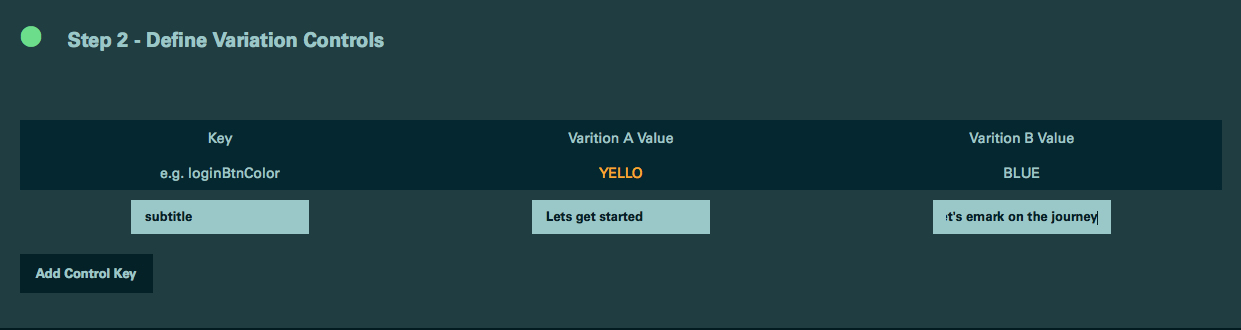 Step 2 - Define Variation Controls
Key Varition A Value Varition B Value
e.g. loginBtnColor YELLO BLUE
subtitle Lets get started t's emark on the journey
Add Control Key